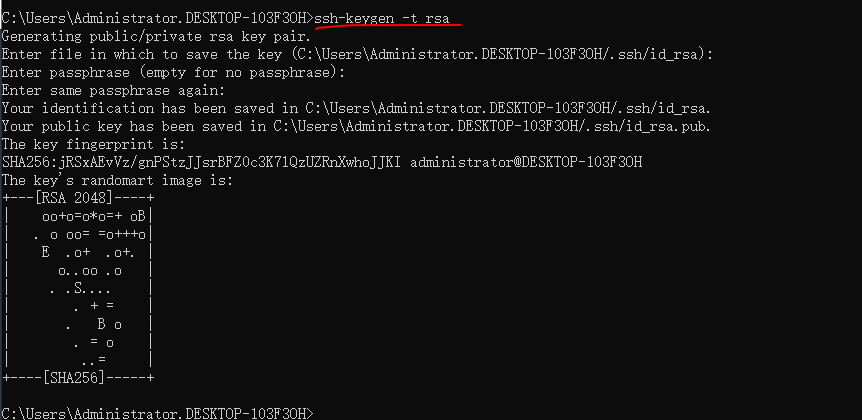 C:\Users\Administrator.DESKTOP-103F3OH>ssh-keygen -t rsa
Generating public/private rsa key pair.
Enter file in which to save the key (C:\Users\Administrator.DESKTOP-103F3OH/.ssh/id_rsa):
Enter passphrase (empty for no passphrase):
Enter same passphrase again:
Your identification has been saved in C:\Users\Administrator.DESKTOP-103F3OH/.ssh/id_rsa.
Your public key has been saved in C:\Users\Administrator.DESKTOP-103F3OH/.ssh/id_rsa.pub.
The key fingerprint is:
SHA256:jRSxAEvVz/gnPStzJJsrBFZ0c3K71QzUZRnXwhoJJKI administrator@DESKTOP-103F3OH
The key's randomart image is:
+---[RSA 2048]----+
|    oo+o=o*o=+ oB|
|   . o oo= =o+++o|
|    E  .o+  .o+. |
|      o..oo .o   |
|     . .S....    |
|        . + =    |
|       .   B o   |
|        . = o    |
|         ..=     |
+----[SHA256]-----+
C:\Users\Administrator.DESKTOP-103F3OH>